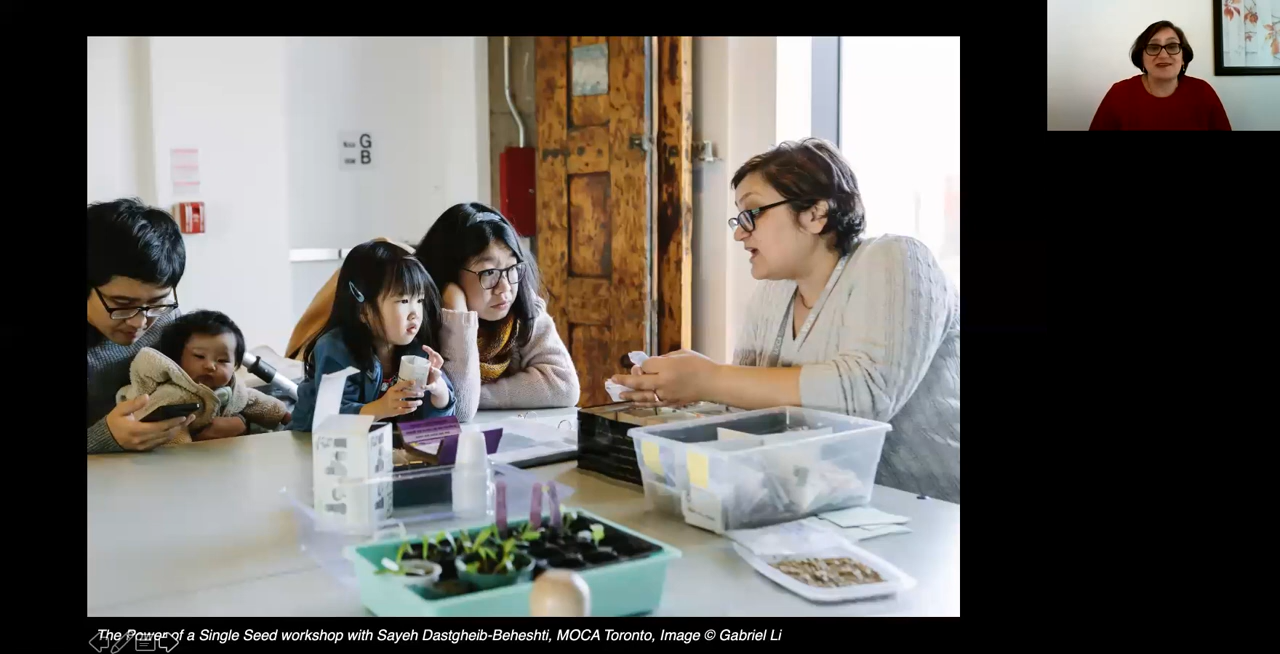 G
B
The Power of a Single Seed workshop with Sayeh Dastgheib-Beheshti, MOCA Toronto, Image © Gabriel Li